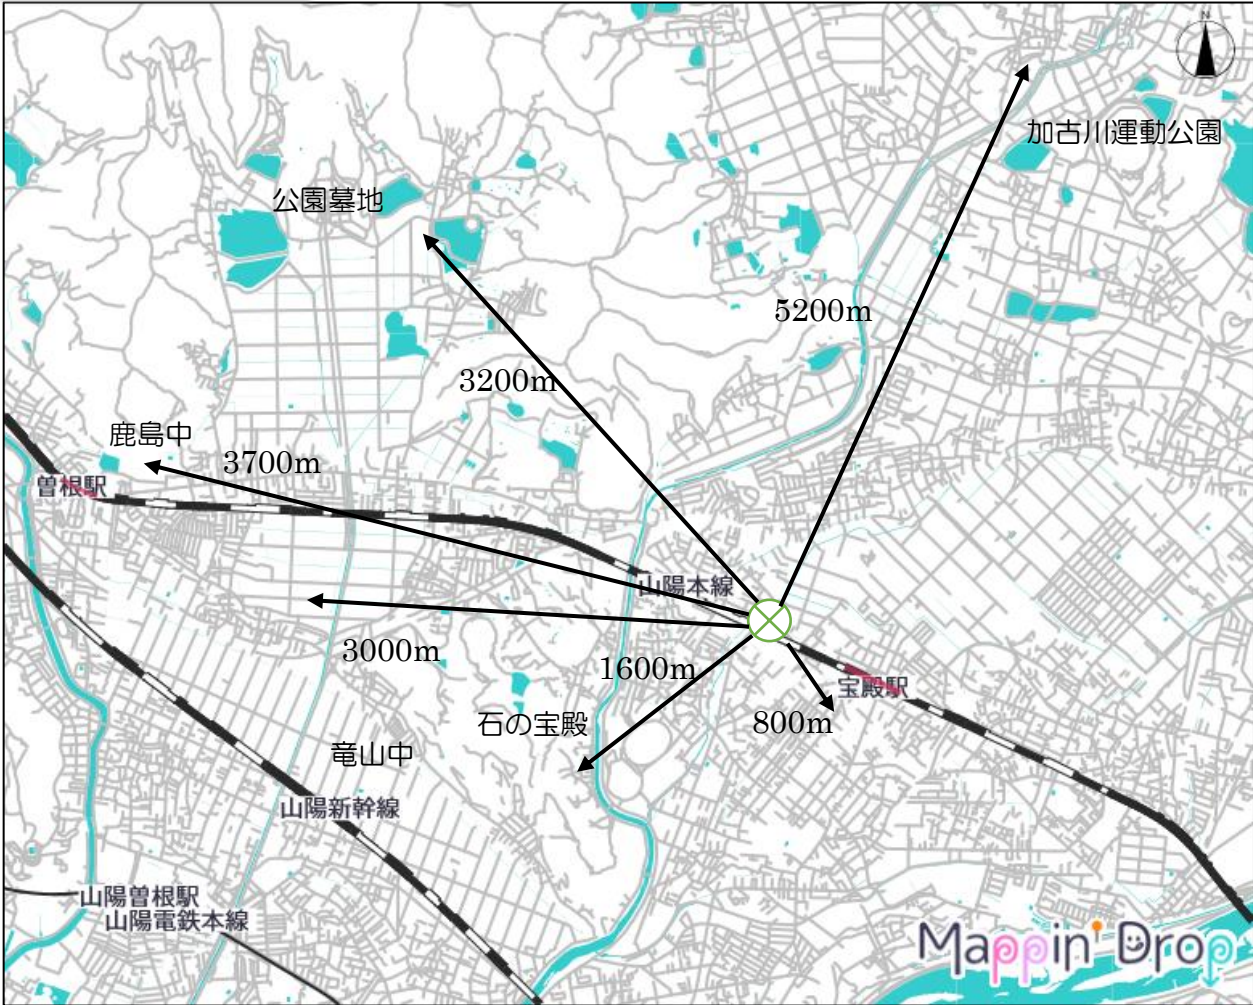 N
加古川運動公園
公園墓地
5200m
3200m
鹿島中
3700m
曽根駅
山陽本線
3000m
1600m
宝殿駅
石の宝殿
800m
竜山中
山陽新幹線
山陽曽根駅
山陽電鉄本線
Mappin' Drop